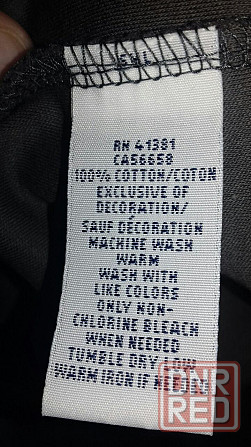 RN 41381
CA56658
100% COTTON/COTON
EXCLUSIVE OF
DECORATION/
SAUF DÉCORATION
MACHINE WASH
WARM
WASH WITH
LIKE COLORS
ONLY NON-
CHLORINE BLEACH
WHEN NEEDED
TUMBLE DRY LOW
WARM IRON IF
DNR
RED